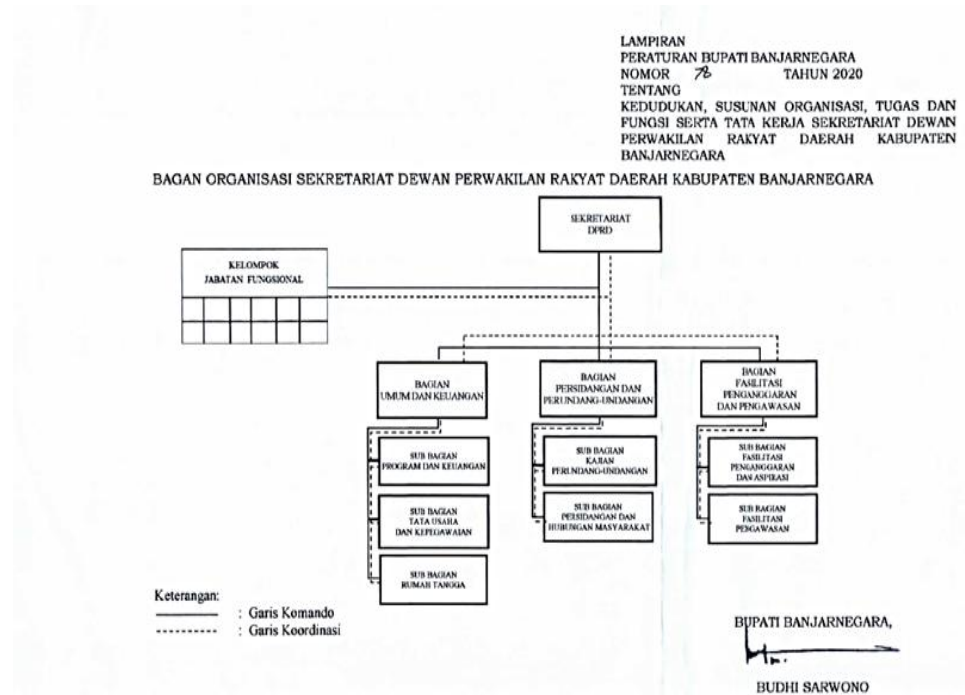 LAMPIRAN
PERATURAN BUPATI BANJARNEGARA
NOMOR 78 TAHUN 2020
TENTANG
KEDUDUKAN, SUSUNAN ORGANISASI, TUGAS DAN
FUNGSI SERTA TATA KERJA SEKRETARIAT DEWAN
PERWAKILAN RAKYAT DAERAH KABUPATEN
BANJARNEGARA
BAGAN ORGANISASI SEKRETARIAT DEWAN PERWAKILAN RAKYAT DAERAH KABUPATEN BANJARNEGARA
SEKRETARIAT
DPRD
KELOMPOK
JABATAN FUNGSIONAL
BAGIAN
UMUM DAN KEUANGAN
BAGIAN
PERSIDANGAN DAN
PERUNDANG-UNDANGAN
BAGIAN
FASILITASI
PENGANGGARAN
DAN PENGAWASAN
SUB BAGIAN
PROGRAM DAN KEUANGAN
SUB BAGIAN
KAJIAN
PERUNDANG-UNDANGAN
SUB BAGIAN
FASILITASI
PENGANGGARAN
DAN ASPIRASI
SUB BAGIAN
TATA USAHA
DAN KEPEGAWAIAN
SUB BAGIAN
PERSIDANGAN DAN
HUBUNGAN MASYARAKAT
SUB BAGIAN
FASILITASI
PENGAWASAN
SUB BAGIAN
RUMAH TANGGA
Keterangan:
: Garis Komando
: Garis Koordinasi
BUPATI BANJARNEGARA,
BUDHI SARWONO